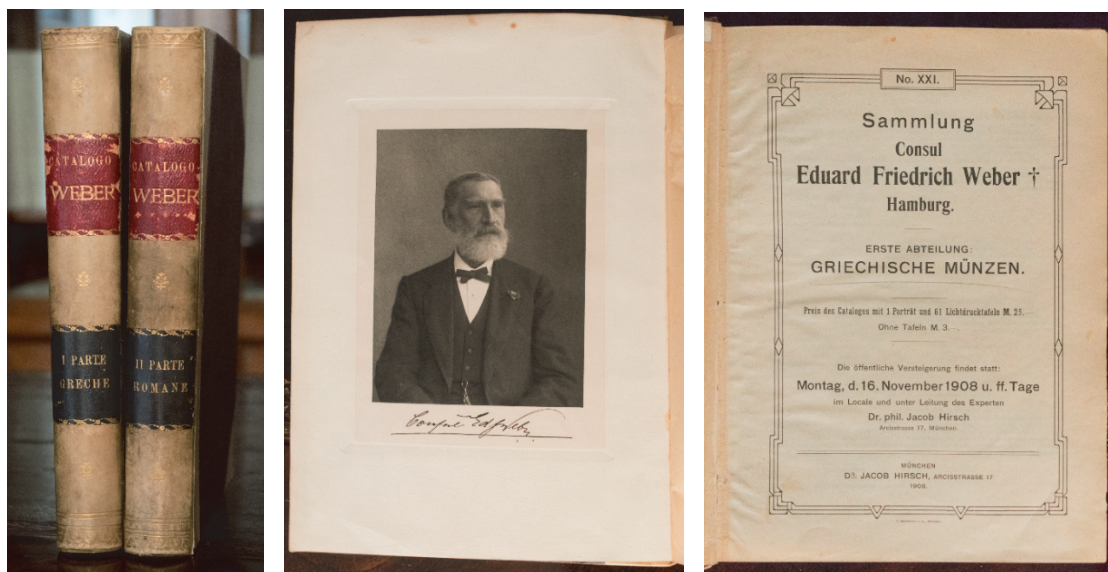 CATALOGO
WEBER
I PARTE
GRECHE
CATALOGO
WEBER
II PARTE
ROMANE
Consul Ed F Weber
No. XXI.
Sammlung
Consul
Eduard Friedrich Weber †
Hamburg.
ERSTE ABTEILUNG:
GRIECHISCHE MÜNZEN.
Preis des Cataloges mit 1 Porträt und 61 Lichtdrucktafeln M. 25.—
Ohne Tafeln M. 3.—
Die öffentliche Versteigerung findet statt:
Montag, d. 16. November 1908 u. ff. Tage
im Locale und unter Leitung des Experten
Dr. phil. Jacob Hirsch
Arcisstrasse 17, München.
MÜNCHEN
DR. JACOB HIRSCH, ARCISSTRASSE 17
1908.